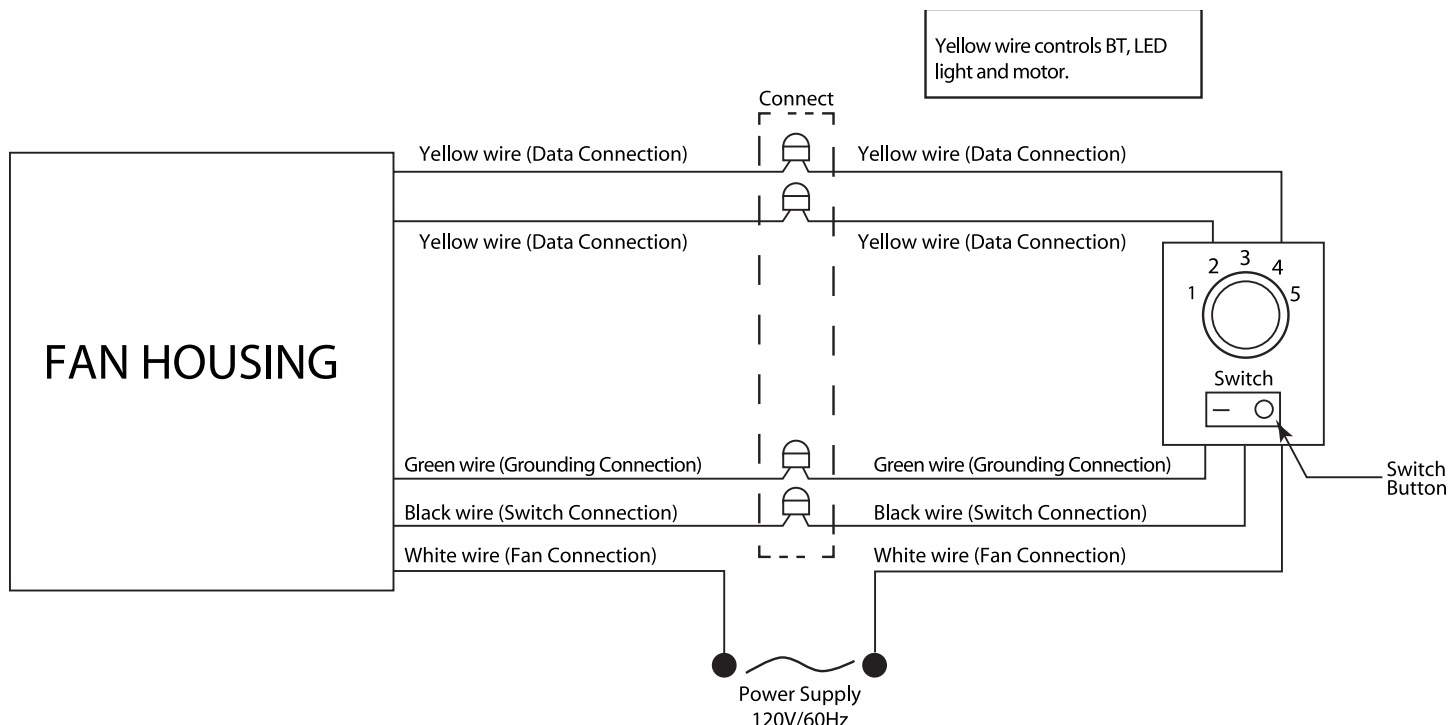 Yellow wire controls BT, LED
light and motor.
Connect
Yellow wire (Data Connection)
Yellow wire (Data Connection)
Yellow wire (Data Connection)
Yellow wire (Data Connection)
FAN HOUSING
1
2
3
4
5
Switch
Switch
Button
Green wire (Grounding Connection)
Green wire (Grounding Connection)
Black wire (Switch Connection)
Black wire (Switch Connection)
White wire (Fan Connection)
White wire (Fan Connection)
Power Supply
120V/60Hz